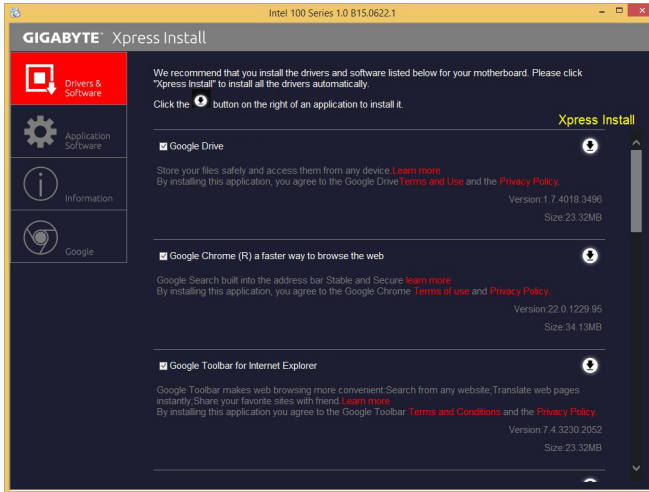 Intel 100 Series 1.0 B15.0622.1
GIGABYTE™ Xpress Install
Drivers &
Software
Application
Software
Information
Google
We recommend that you install the drivers and software listed below for your motherboard. Please click
"Xpress Install" to install all the drivers automatically.
Click the button on the right of an application to install it.
Xpress Install
Google Drive
Store your files safely and access them from any device.Learn more
By installing this application, you agree to the Google DriveTerms and Use and the Privacy Policy.
Version:1.7.4018.3496
Size:23.32MB
Google Chrome (R) a faster way to browse the web
Google Search built into the address bar Stable and Secure learn more
By installing this application, you agree to the Google Chrome Terms of use and Privacy Policy.
Version:22.0.1229.95
Size:34.13MB
Google Toolbar for Internet Explorer
Google Toolbar makes web browsing more convenient:Search from any website;Translate web pages
instantly;Share your favorite sites with friend.Learn more
By installing this application you agree to the Google Toolbar Terms and Conditions and the Privacy Policy.
Version:7.4.3230.2052
Size:23.32MB